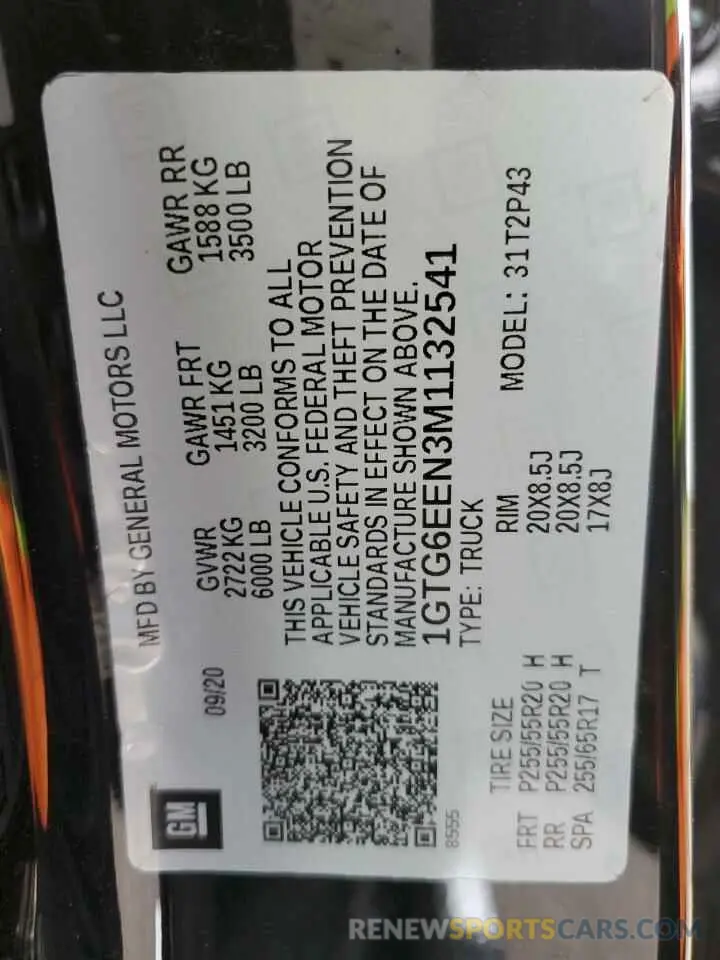 MFD BY GENERAL MOTORS LLC
GM
09/20
GVWR GAWR FRT GAWR RR
2722 KG 1451 KG 1588 KG
6000 LB 3200 LB 3500 LB
THIS VEHICLE CONFORMS TO ALL
APPLICABLE U.S. FEDERAL MOTOR
VEHICLE SAFETY AND THEFT PREVENTION
STANDARDS IN EFFECT ON THE DATE OF
MANUFACTURE SHOWN ABOVE.
1GTG6EEN3M1132541
8555
TYPE: TRUCK
TIRE SIZE RIM MODEL: 31T2P43
FRT P255/55R20 H 20X8.5J
RR P255/55R20 H 20X8.5J
SPA 255/65R17 T 17X8J
RENEWSPORTSCARS.COM